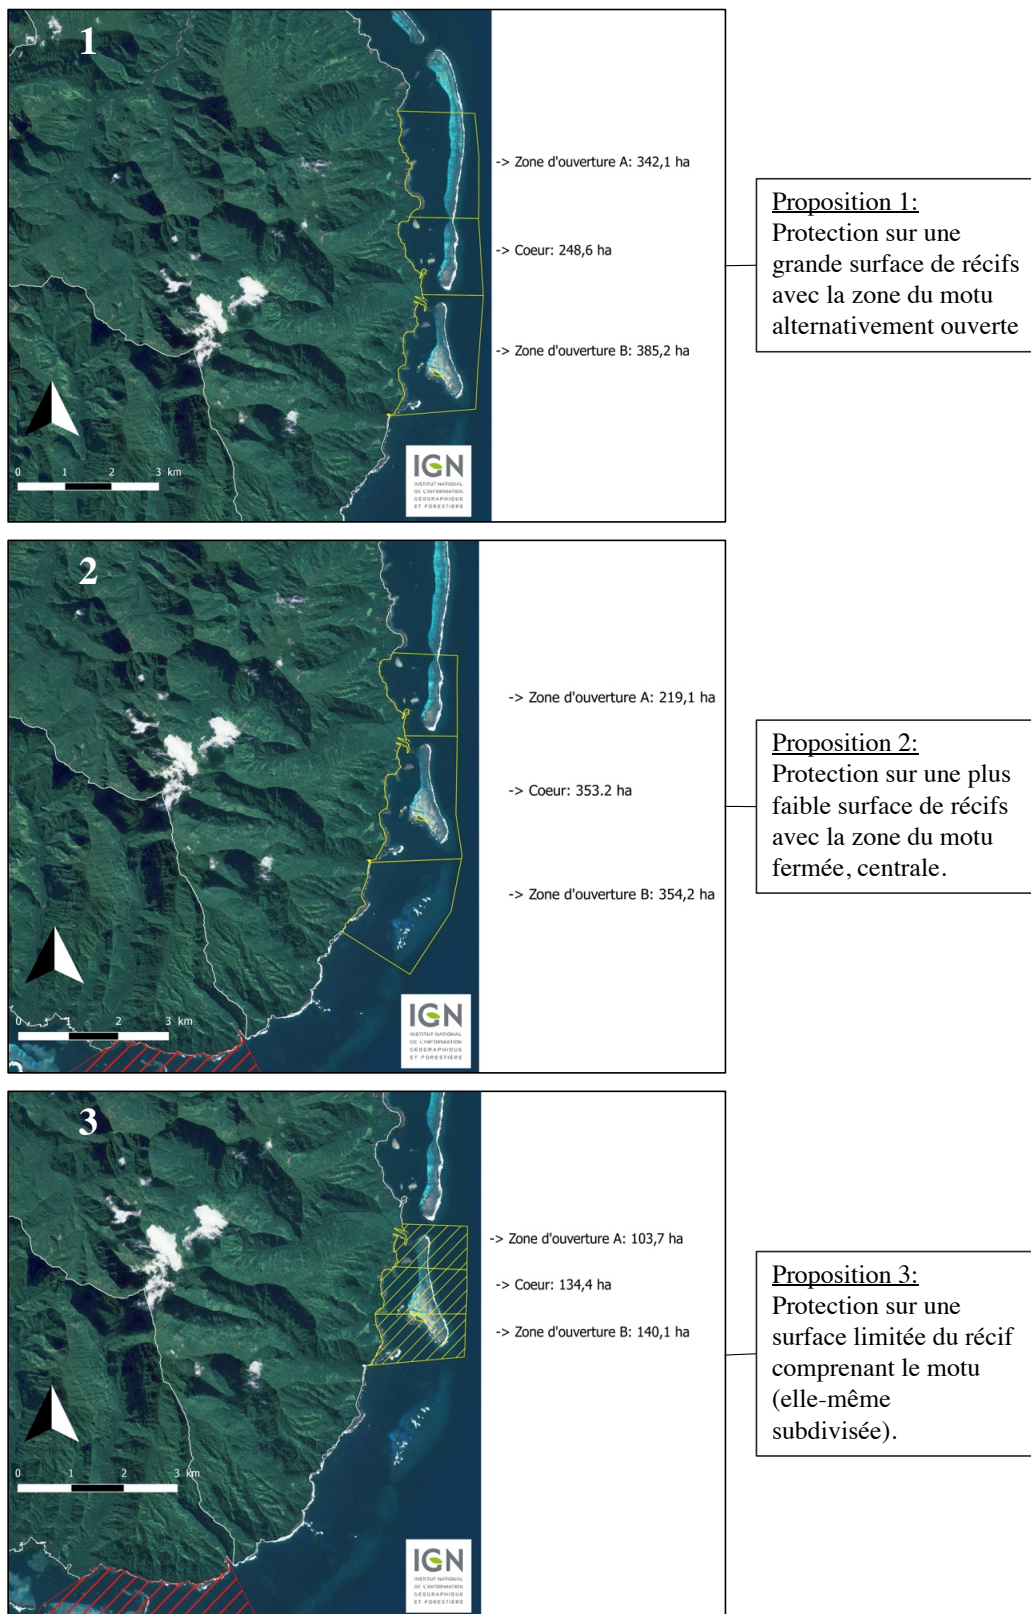 1
-> Zone d'ouverture A: 342,1 ha
-> Coeur: 248,6 ha
-> Zone d'ouverture B: 385,2 ha
0 1 2 3 km
IGN
INSTITUT NATIONAL
DE L'INFORMATION
GÉOGRAPHIQUE
ET FORESTIÈRE
Proposition 1:
Protection sur une
grande surface de récifs
avec la zone du motu
alternativement ouverte
2
-> Zone d'ouverture A: 219,1 ha
-> Coeur: 353.2 ha
-> Zone d'ouverture B: 354,2 ha
0 1 2 3 km
IGN
INSTITUT NATIONAL
DE L'INFORMATION
GÉOGRAPHIQUE
ET FORESTIÈRE
Proposition 2:
Protection sur une plus
faible surface de récifs
avec la zone du motu
fermée, centrale.
3
-> Zone d'ouverture A: 103,7 ha
-> Coeur: 134,4 ha
-> Zone d'ouverture B: 140,1 ha
0 1 2 3 km
IGN
INSTITUT NATIONAL
DE L'INFORMATION
GÉOGRAPHIQUE
ET FORESTIÈRE
Proposition 3:
Protection sur une
surface limitée du récif
comprenant le motu
(elle-même
subdivisée).